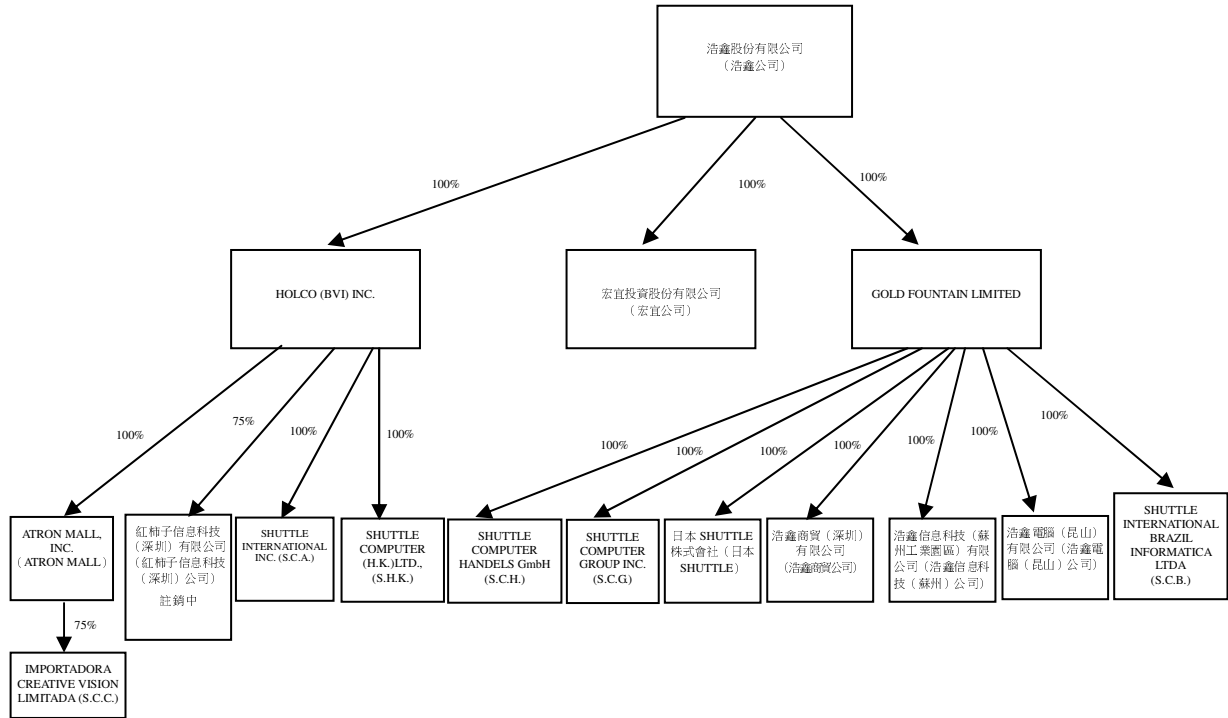 浩鑫股份有限公司
（浩鑫公司）
100%
100%
100%
HOLCO (BVI) INC.
宏宜投資股份有限公司
（宏宜公司）
GOLD FOUNTAIN LIMITED
100%
75%
100%
100%
100%
100%
100%
100%
100%
100%
100%
ATRON MALL,
INC.
（ATRON MALL）
紅柿子信息科技
（深圳）有限公司
（紅柿子信息科技
（深圳）公司）
註銷中
SHUTTLE
INTERNATIONAL
INC. (S.C.A.)
SHUTTLE
COMPUTER
(H.K.)LTD.,
(S.H.K.)
SHUTTLE
COMPUTER
HANDELS GmbH
(S.C.H.)
SHUTTLE
COMPUTER
GROUP INC.
(S.C.G.)
日本 SHUTTLE
株式會社（日本
SHUTTLE）
浩鑫商貿（深圳）
有限公司
（浩鑫商貿公司）
浩鑫信息科技（蘇
州工業園區）有限
公司（浩鑫信息科
技（蘇州）公司）
浩鑫電腦（昆山）
有限公司（浩鑫電
腦（昆山）公司）
SHUTTLE
INTERNATIONAL
BRAZIL
INFORMATICA
LTDA
(S.C.B.)
75%
IMPORTADORA
CREATIVE VISION
LIMITADA (S.C.C.)